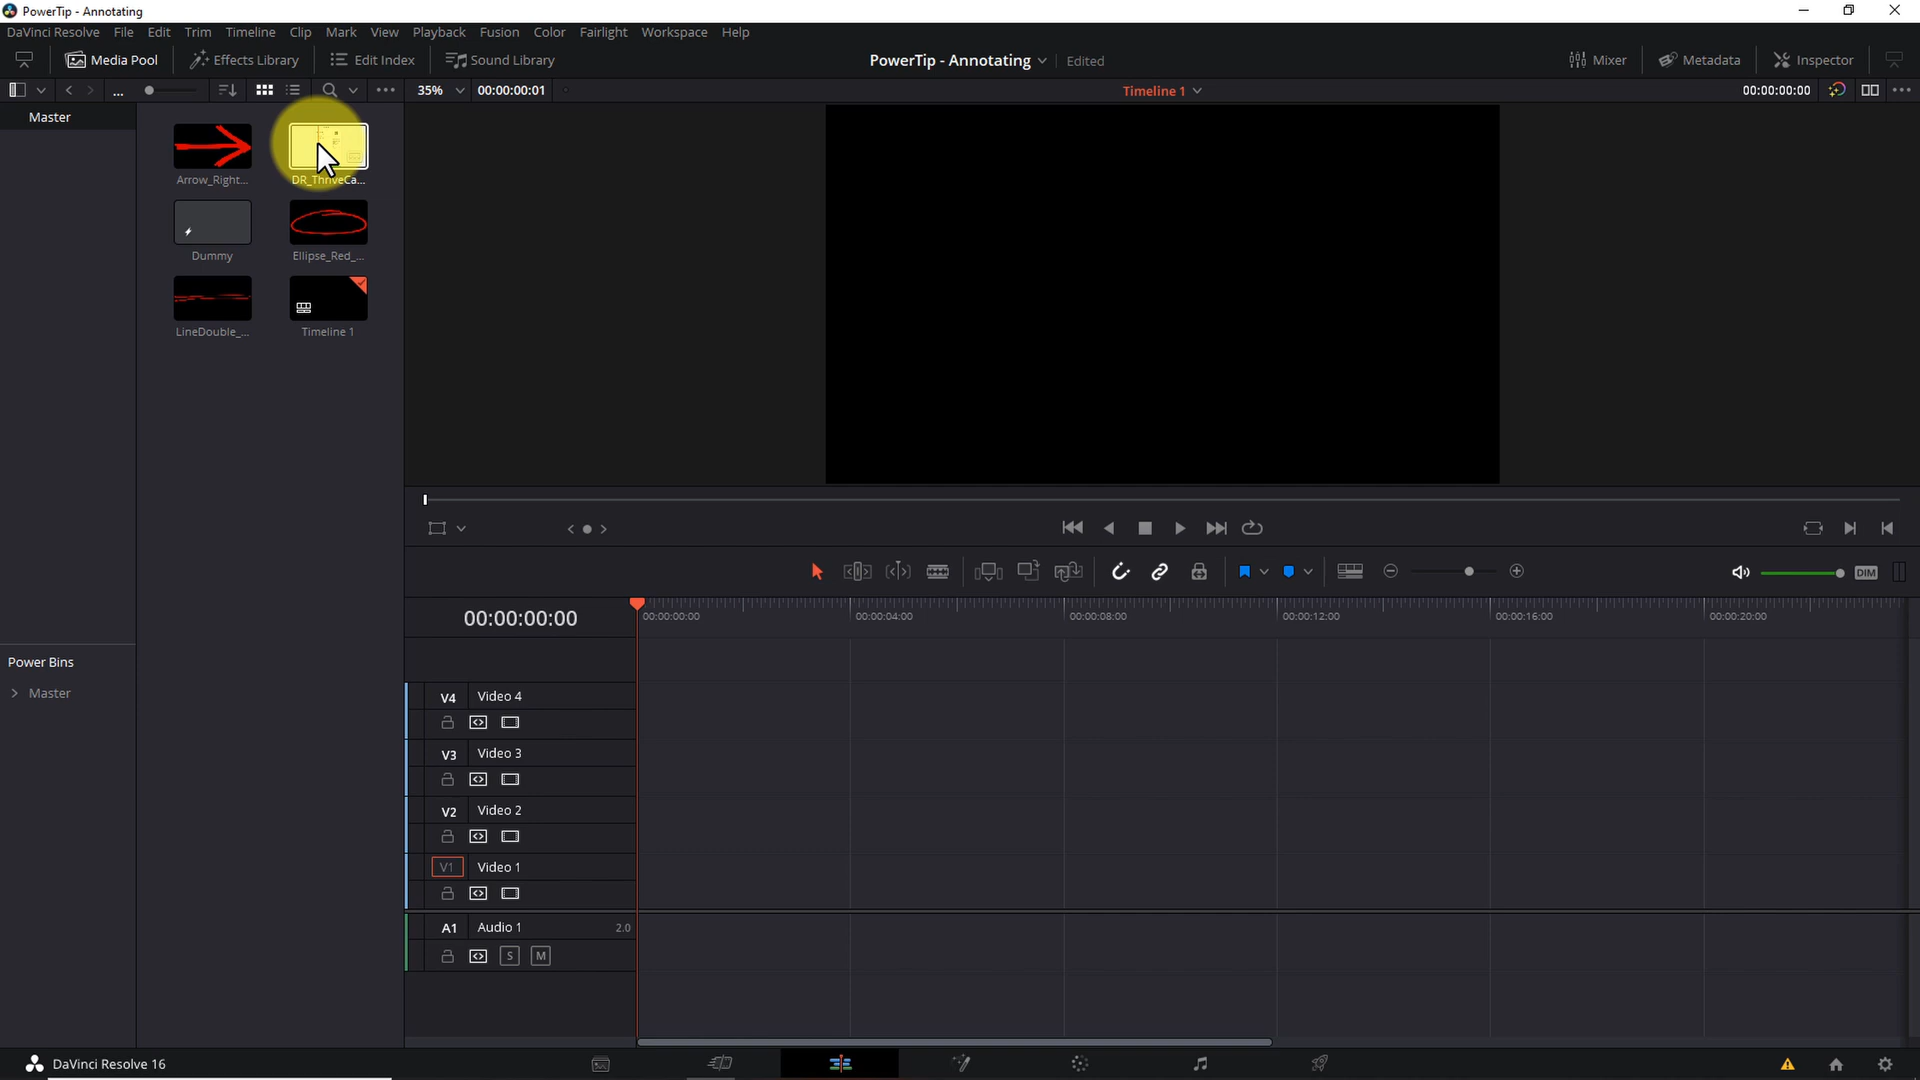 PowerTip - Annotating
DaVinci Resolve File Edit Trim Timeline Clip Mark View Playback Fusion Color Fairlight Workspace Help
Media Pool Effects Library Edit Index Sound Library PowerTip - Annotating Edited Mixer Metadata Inspector
... 35% 00:00:00:01 Timeline 1 00:00:00:00
Master
Arrow_Right... DR_ThriveCa...
Dummy Ellipse_Red_...
LineDouble_... Timeline 1
DIM
00:00:00:00 00:00:00:00 00:00:04:00 00:00:08:00 00:00:12:00 00:00:16:00 00:00:20:00
Power Bins
Master
V4 Video 4
V3 Video 3
V2 Video 2
V1 Video 1
A1 Audio 1 2.0
S M
DaVinci Resolve 16